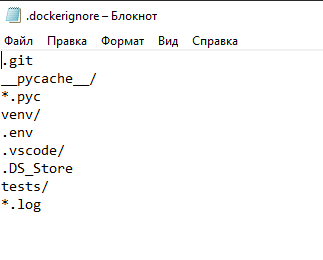 .dockerignore – Блокнот
Файл Правка Формат Вид Справка
.git
__pycache__/
*.pyc
venv/
.env
.vscode/
.DS_Store
tests/
*.log